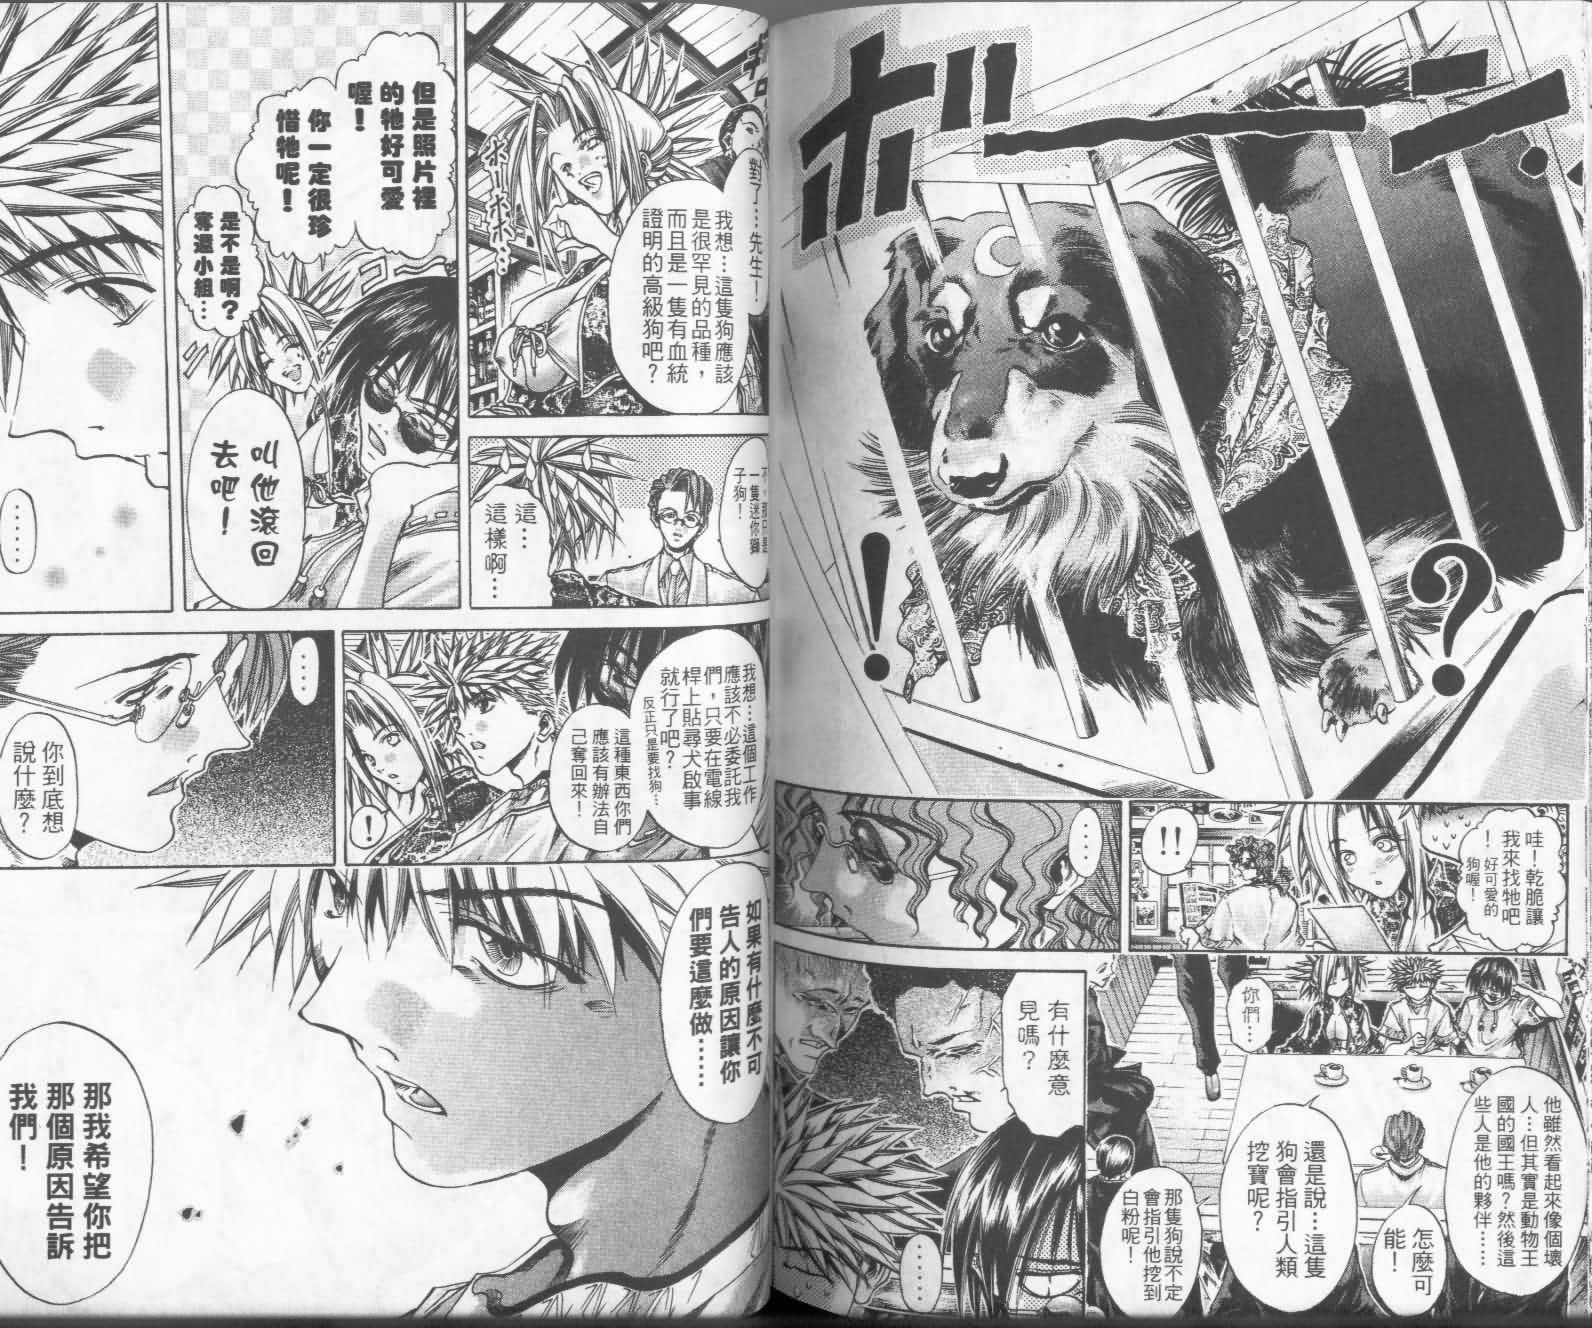 ボーン
!
?
哇！乾脆讓
我來找牠吧
！好可愛的
狗喔！
!!
⋯⋯
你們⋯
他雖然看起來像個壞
人⋯但其實是動物王
國的國王嗎？然後這
些人是他的夥伴⋯⋯
怎麼可
能！
還是說⋯這隻
狗會指引人類
挖寶呢？
那隻狗說不定
會指引他挖到
白粉呢！
有什麼意
見嗎？
⋯⋯
對了⋯先生！
我想⋯這隻狗應該
是很罕見的品種，
而且是一隻有血統
證明的高級狗吧？
ホーホホ⋯
一隻迷你臘
子狗！
這⋯
這樣啊⋯
但是照片裡
的牠好可愛
喔！
你一定很珍
惜牠呢！
是不是啊？
奪還小組⋯
叫他滾回
去吧！
⋯⋯
我想⋯這個工作
應該不必委託我
們，只要在電線
桿上貼尋犬啟事
就行了吧？
反正只是要找狗⋯
這種東西你們
應該有辦法自
己奪回來！
!
⋯⋯
你到底想
說什麼？
如果有什麼不可
告人的原因讓你
們要這麼做⋯⋯
那我希望你把
那個原因告訴
我們！